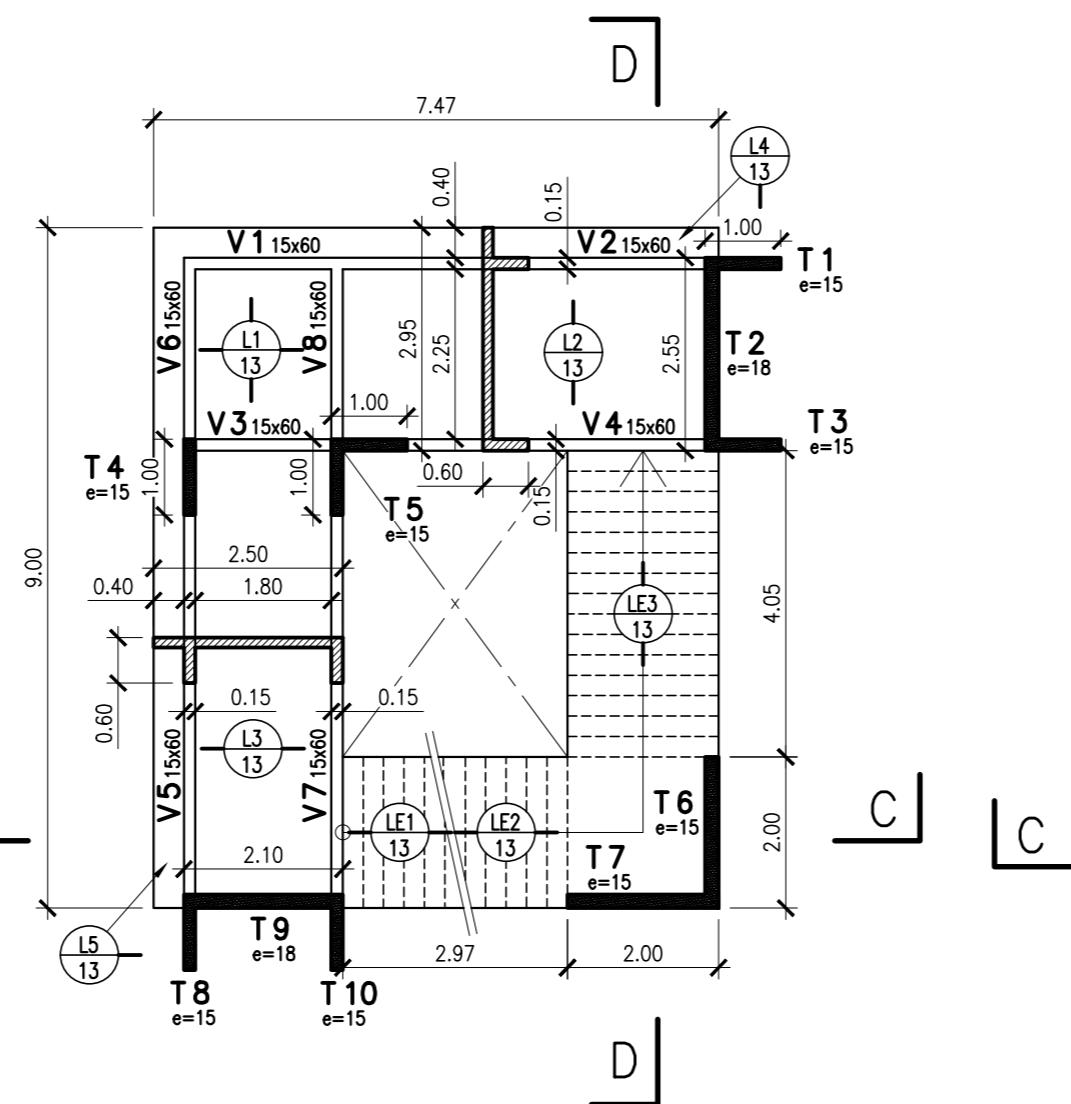 D
7.47
L4
13
0.40
0.15
1.00
V1 15x60
V2 15x60
T1
e=15
V6 15x60
L1
13
V8 15x60
2.95
2.25
L2
13
2.55
T2
e=18
1.00
V3 15x60
V4 15x60
T3
e=15
T4
e=15
1.00
1.00
0.60
0.15
T5
e=15
9.00
2.50
0.40
1.80
x
LE3
13
4.05
0.60
0.15
0.15
V5 15x60
L3
13
V7 15x60
LE1
13
LE2
13
T6
e=15
2.00
C
C
2.10
T7
e=15
L5
13
T9
e=18
2.97
2.00
T8
e=15
T10
e=15
D